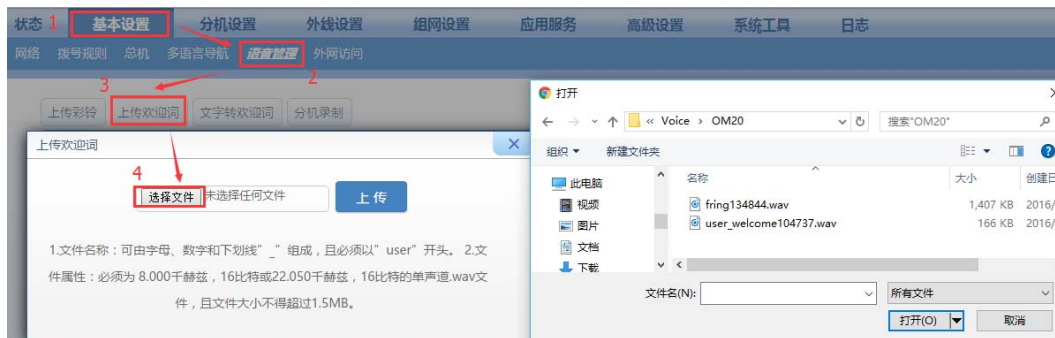 状态 1 基本设置 分机设置 外线设置 组网设置 应用服务 高级设置 系统工具 日志
网络 拨号规则 总机 多语言导航 语音管理 外网访问
3 2
上传彩铃 上传欢迎词 文字转欢迎词 分机录制
上传欢迎词
4
选择文件 未选择任何文件 上传
1.文件名称：可由字母、数字和下划线”_”组成，且必须以”user”开头。 2.文
件属性：必须为 8.000千赫兹，16比特或22.050千赫兹，16比特的单声道.wav文
件，且文件大小不得超过1.5MB。
打开
« Voice › OM20 搜索"OM20"
组织 新建文件夹
名称 大小 创建日
此电脑
视频 fring134844.wav 1,407 KB 2016/
图片 user_welcome104737.wav 166 KB 2016/
文档
下载
文件名(N): 所有文件
打开(O) 取消